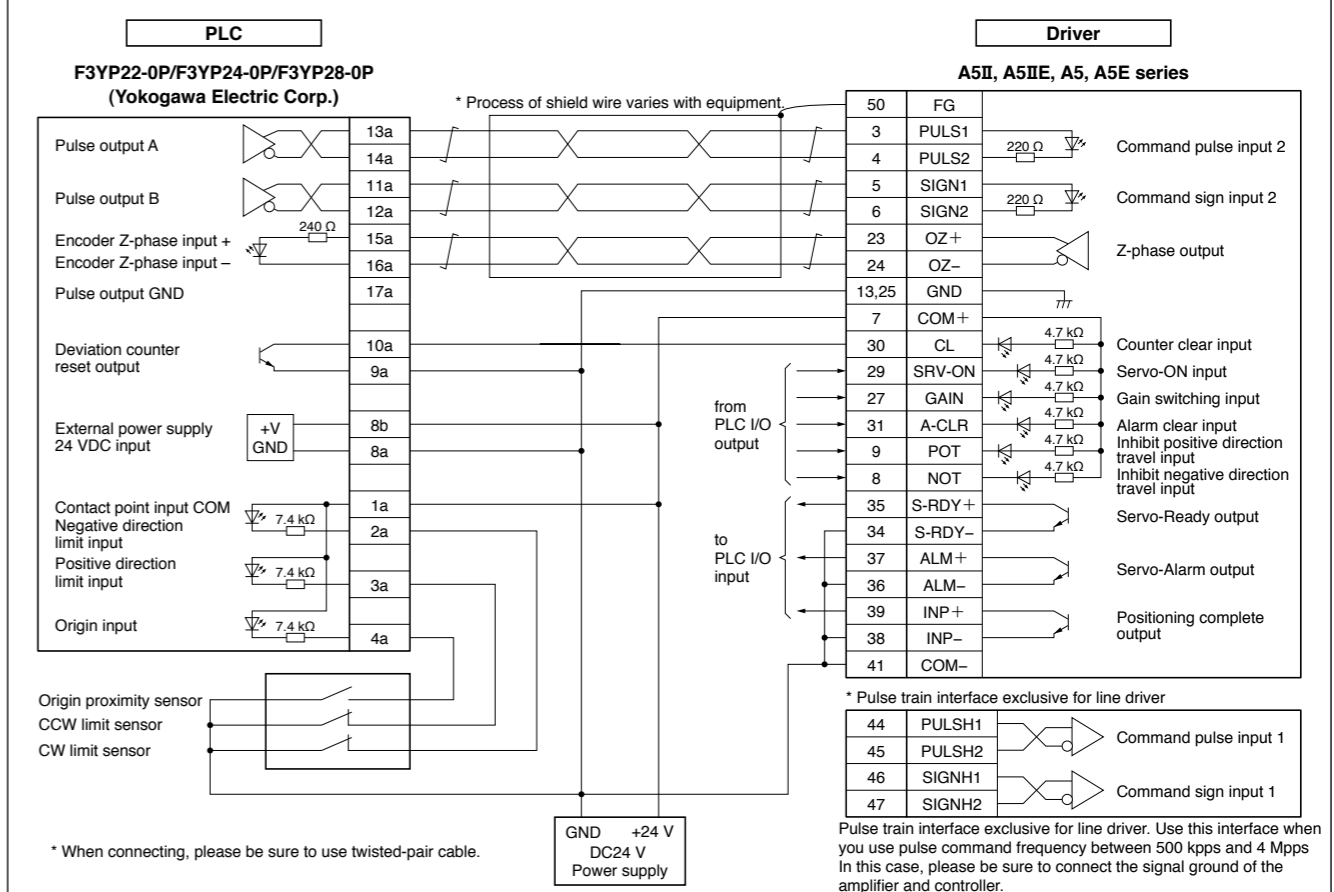 PLC
Driver
F3YP22-0P/F3YP24-0P/F3YP28-0P
(Yokogawa Electric Corp.)
A5II, A5IIE, A5, A5E series
* Process of shield wire varies with equipment.
Pulse output A
13a
14a
Pulse output B
11a
12a
240 Ω
Encoder Z-phase input +
15a
Encoder Z-phase input –
16a
Pulse output GND
17a
Deviation counter
reset output
10a
9a
External power supply
24 VDC input
+V
GND
8b
8a
Contact point input COM
1a
Negative direction
limit input
7.4 kΩ
2a
Positive direction
limit input
7.4 kΩ
3a
Origin input
7.4 kΩ
4a
Origin proximity sensor
CCW limit sensor
CW limit sensor
* When connecting, please be sure to use twisted-pair cable.
GND +24 V
DC24 V
Power supply
from
PLC I/O
output
to
PLC I/O
input
50 FG
3 PULS1
4 PULS2
220 Ω
Command pulse input 2
5 SIGN1
6 SIGN2
220 Ω
Command sign input 2
23 OZ+
24 OZ–
Z-phase output
13,25 GND
7 COM+
30 CL
4.7 kΩ
Counter clear input
29 SRV-ON
4.7 kΩ
Servo-ON input
27 GAIN
4.7 kΩ
Gain switching input
31 A-CLR
4.7 kΩ
Alarm clear input
9 POT
4.7 kΩ
Inhibit positive direction
travel input
8 NOT
4.7 kΩ
Inhibit negative direction
travel input
35 S-RDY+
34 S-RDY–
Servo-Ready output
37 ALM+
36 ALM–
Servo-Alarm output
39 INP+
38 INP–
Positioning complete
output
41 COM–
* Pulse train interface exclusive for line driver
44 PULSH1
45 PULSH2
Command pulse input 1
46 SIGNH1
47 SIGNH2
Command sign input 1
Pulse train interface exclusive for line driver. Use this interface when
you use pulse command frequency between 500 kpps and 4 Mpps
In this case, please be sure to connect the signal ground of the
amplifier and controller.